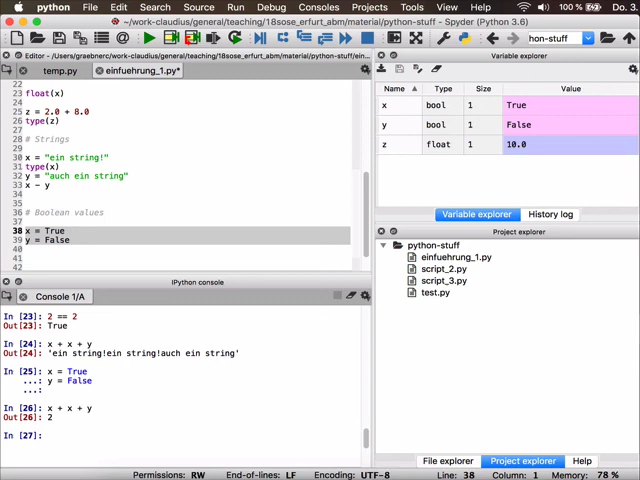 python File Edit Search Source Run Debug Consoles Projects Tools View 100 % Do. 3.
~/work-claudius/general/teaching/18sose_erfurt_abm/material/python-stuff - Spyder (Python 3.6)
hon-stuff
Editor - /Users/graebnerc/work-claudius/general/teaching/18sose_erfurt_abm/material/python-stuff/ein...
temp.py einfuehrung_1.py*
22
23 float(x)
24
25 z = 2.0 + 8.0
26 type(z)
27
28 # Strings
29
30 x = "ein string!"
31 type(x)
32 y = "auch ein string"
33 x - y
34
35
36 # Boolean values
37
38 x = True
39 y = False
40
41
42
IPython console
Console 1/A
In [23]: 2 == 2
Out[23]: True
In [24]: x + x + y
Out[24]: 'ein string!ein string!auch ein string'
In [25]: x = True
...: y = False
...:
In [26]: x + x + y
Out[26]: 2
In [27]:
Variable explorer
Name Type Size Value
x bool 1 True
y bool 1 False
z float 1 10.0
Variable explorer History log
Project explorer
python-stuff
einfuehrung_1.py
script_2.py
script_3.py
test.py
File explorer Project explorer Help
Permissions: RW End-of-lines: LF Encoding: UTF-8 Line: 38 Column: 1 Memory: 78 %